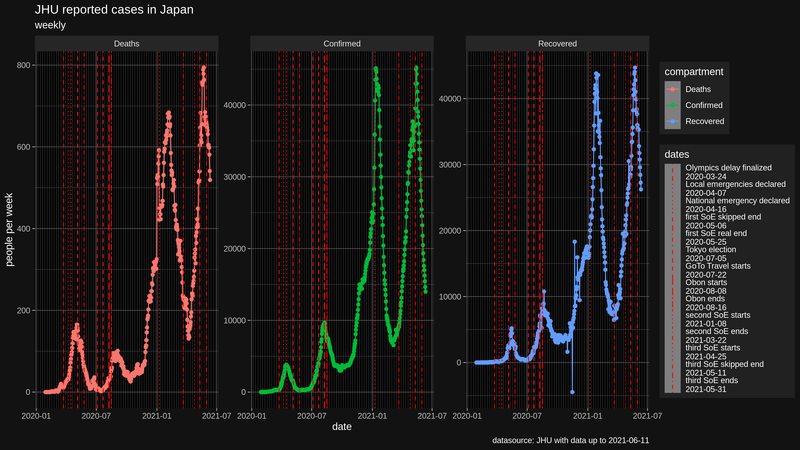 JHU reported cases in Japan
weekly
Deaths
Confirmed
Recovered
people per week
800
600
400
200
0
40000
30000
20000
10000
0
40000
30000
20000
10000
0
2020-01
2020-07
2021-01
2021-07
2020-01
2020-07
2021-01
2021-07
2020-01
2020-07
2021-01
2021-07
date
compartment
Deaths
Confirmed
Recovered
dates
Olympics delay finalized
2020-03-24
Local emergencies declared
2020-04-07
National emergency declared
2020-04-16
first SoE skipped end
2020-05-06
first SoE real end
2020-05-25
Tokyo election
2020-07-05
GoTo Travel starts
2020-07-22
Obon starts
2020-08-08
Obon ends
2020-08-16
second SoE starts
2021-01-08
second SoE ends
2021-03-22
third SoE starts
2021-04-25
third SoE skipped end
2021-05-11
third SoE ends
2021-05-31
datasource: JHU with data up to 2021-06-11